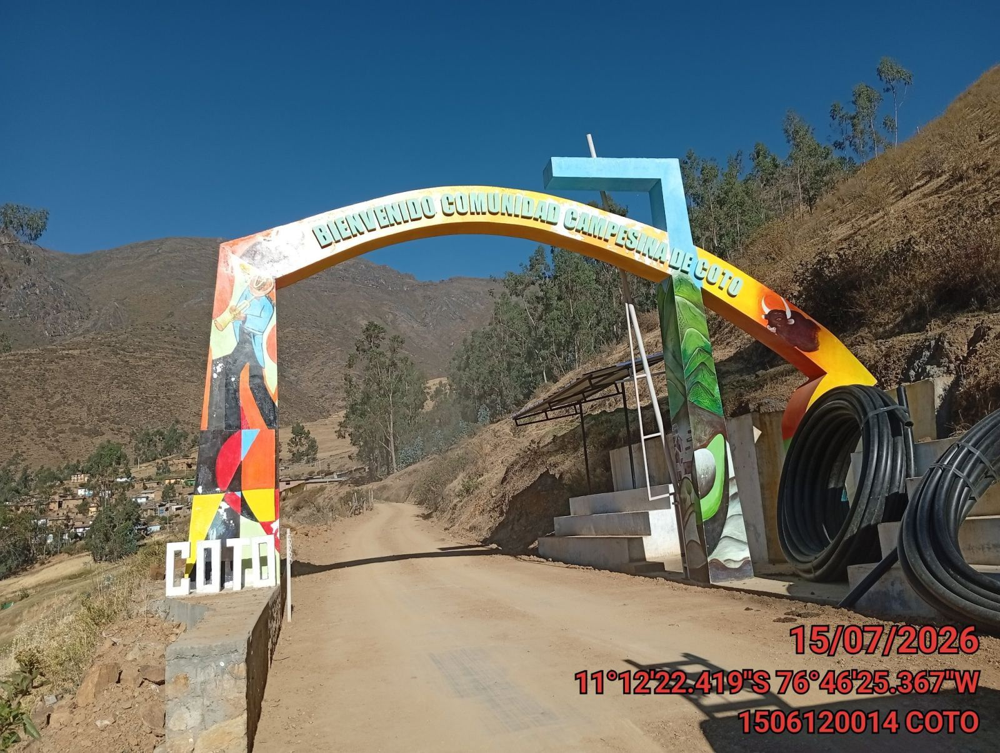 BIENVENIDO COMUNIDAD CAMPESINA DE COTO
COTO
15/07/2026
11°12'22.419"S 76°46'25.367"W
1506120014 COTO